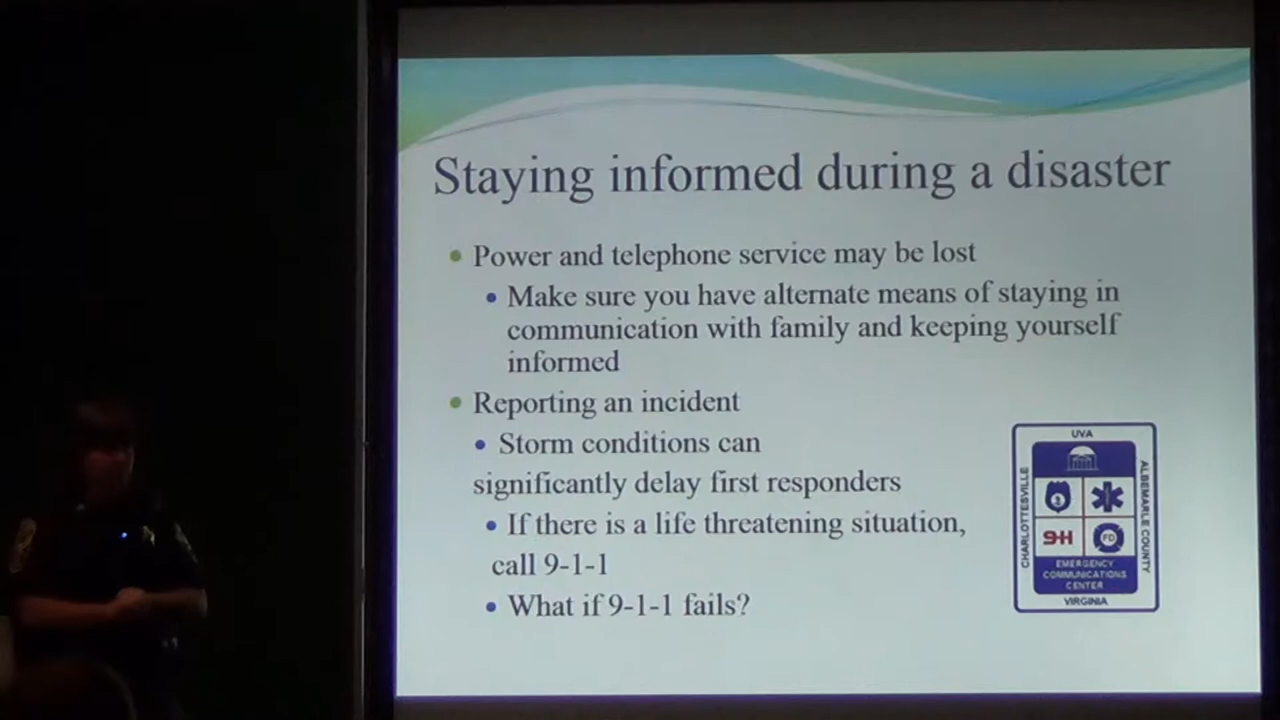 Staying informed during a disaster
• Power and telephone service may be lost
• Make sure you have alternate means of staying in
communication with family and keeping yourself
informed
• Reporting an incident
• Storm conditions can
significantly delay first responders
• If there is a life threatening situation,
call 9-1-1
• What if 9-1-1 fails?
UVA
CHARLOTTESVILLE
ALBEMARLE COUNTY
FD
EMERGENCY
COMMUNICATIONS
CENTER
VIRGINIA